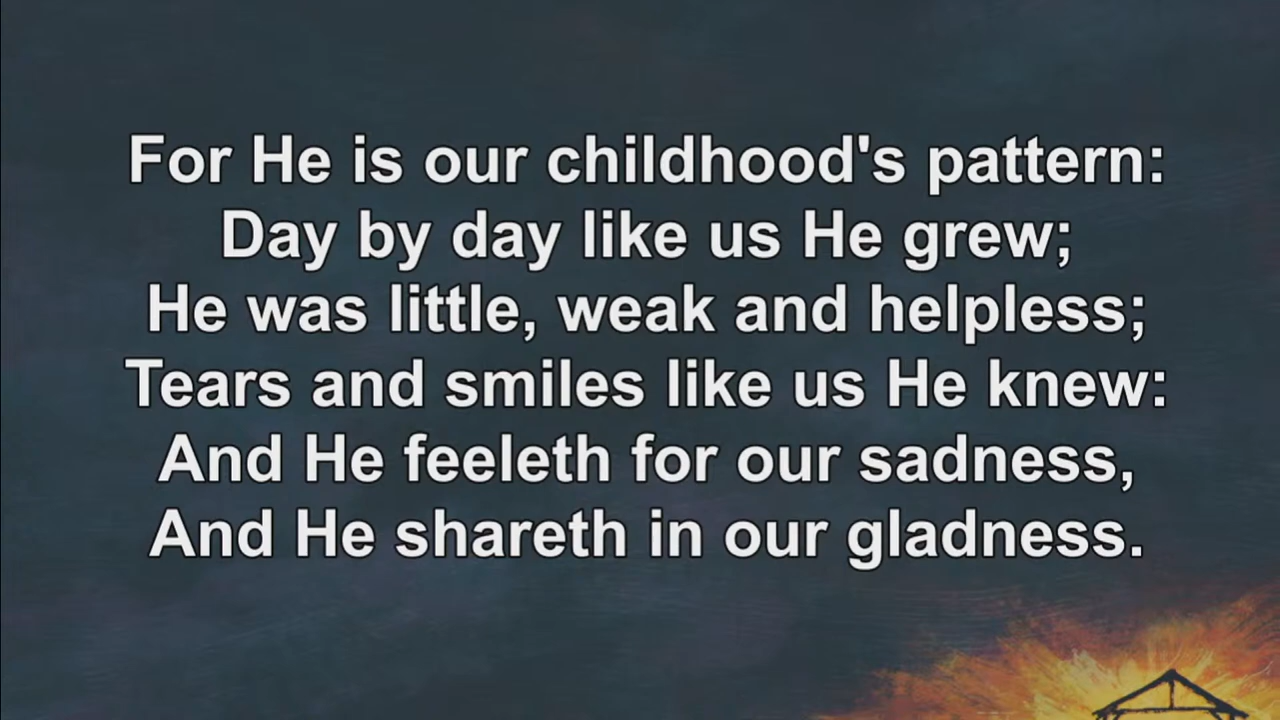 For He is our childhood's pattern:
Day by day like us He grew;
He was little, weak and helpless;
Tears and smiles like us He knew:
And He feeleth for our sadness,
And He shareth in our gladness.